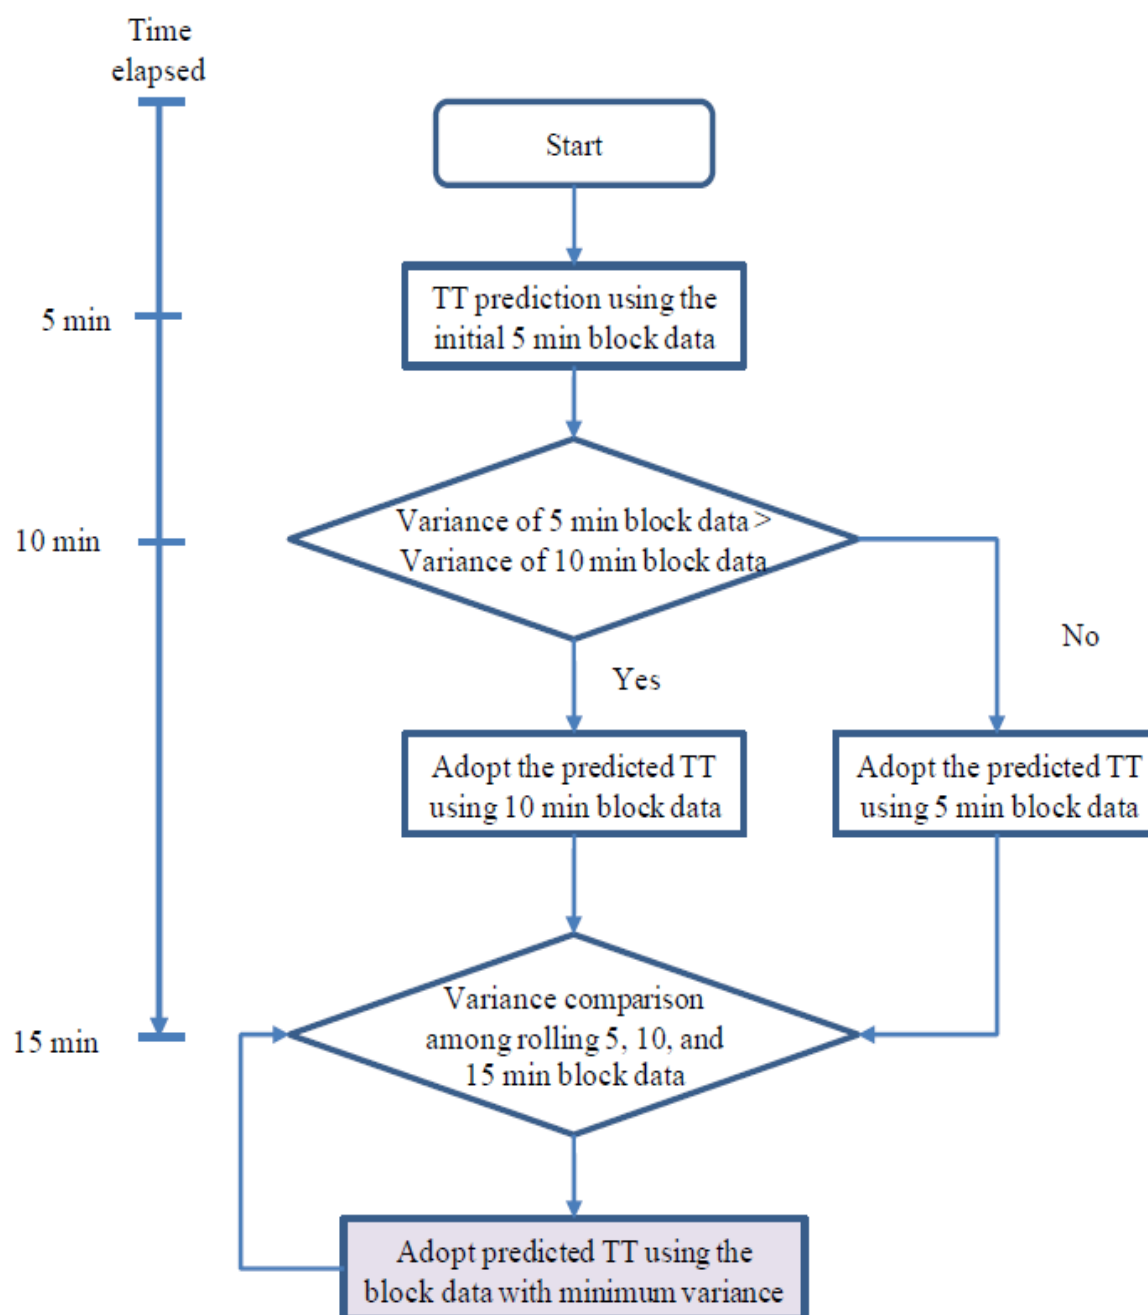 Time
elapsed
Start
5 min
TT prediction using the
initial 5 min block data
10 min
Variance of 5 min block data >
Variance of 10 min block data
No
Yes
Adopt the predicted TT
using 10 min block data
Adopt the predicted TT
using 5 min block data
15 min
Variance comparison
among rolling 5, 10, and
15 min block data
Adopt predicted TT using the
block data with minimum variance